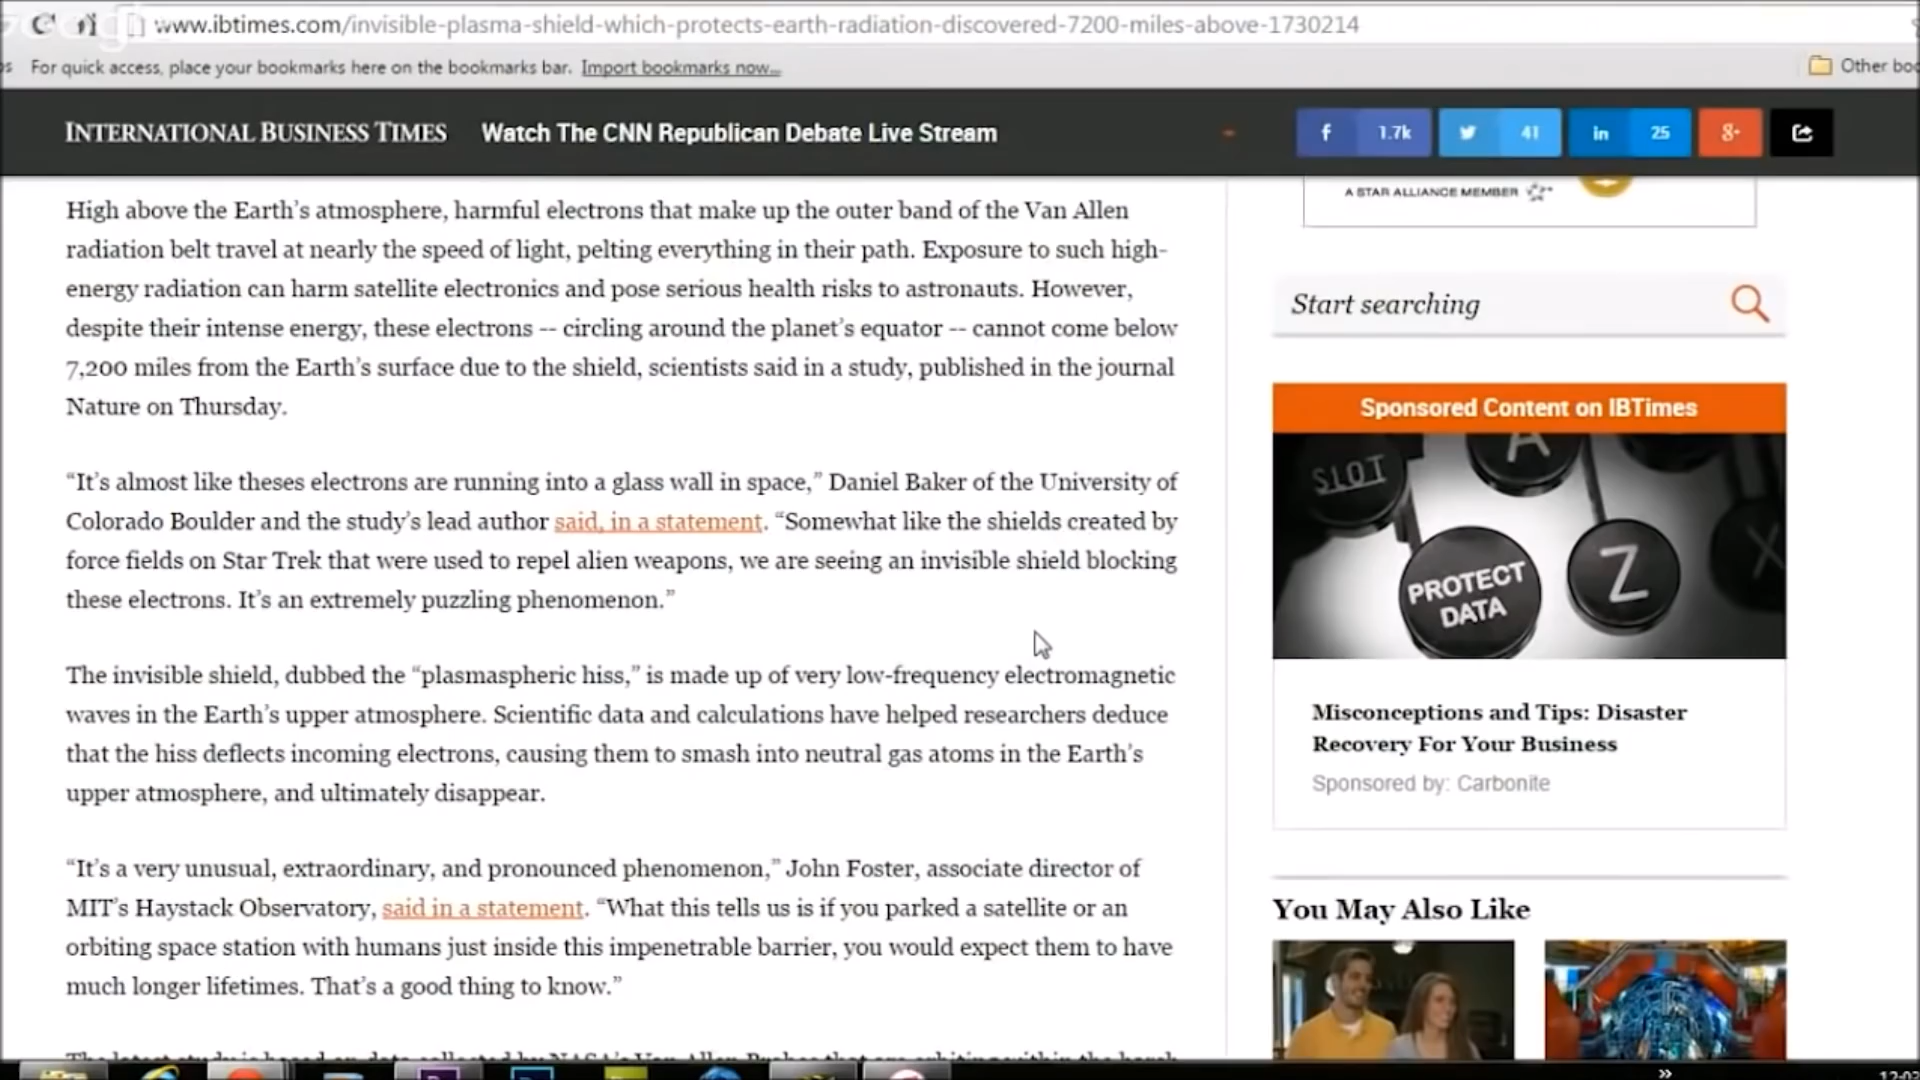 www.ibtimes.com/invisible-plasma-shield-which-protects-earth-radiation-discovered-7200-miles-above-1730214
For quick access, place your bookmarks here on the bookmarks bar. Import bookmarks now...
Other boo
INTERNATIONAL BUSINESS TIMES
Watch The CNN Republican Debate Live Stream
f 1.7k
41
in 25
8+
A STAR ALLIANCE MEMBER
High above the Earth's atmosphere, harmful electrons that make up the outer band of the Van Allen
radiation belt travel at nearly the speed of light, pelting everything in their path. Exposure to such high-
energy radiation can harm satellite electronics and pose serious health risks to astronauts. However,
despite their intense energy, these electrons -- circling around the planet's equator -- cannot come below
7,200 miles from the Earth's surface due to the shield, scientists said in a study, published in the journal
Nature on Thursday.
“It's almost like theses electrons are running into a glass wall in space,” Daniel Baker of the University of
Colorado Boulder and the study's lead author said, in a statement. “Somewhat like the shields created by
force fields on Star Trek that were used to repel alien weapons, we are seeing an invisible shield blocking
these electrons. It's an extremely puzzling phenomenon.”
The invisible shield, dubbed the “plasmaspheric hiss,” is made up of very low-frequency electromagnetic
waves in the Earth's upper atmosphere. Scientific data and calculations have helped researchers deduce
that the hiss deflects incoming electrons, causing them to smash into neutral gas atoms in the Earth's
upper atmosphere, and ultimately disappear.
“It's a very unusual, extraordinary, and pronounced phenomenon,” John Foster, associate director of
MIT's Haystack Observatory, said in a statement. “What this tells us is if you parked a satellite or an
orbiting space station with humans just inside this impenetrable barrier, you would expect them to have
much longer lifetimes. That's a good thing to know.”
Start searching
Sponsored Content on IBTimes
SLOT
A
PROTECT
DATA
Z
X
Misconceptions and Tips: Disaster
Recovery For Your Business
Sponsored by: Carbonite
You May Also Like